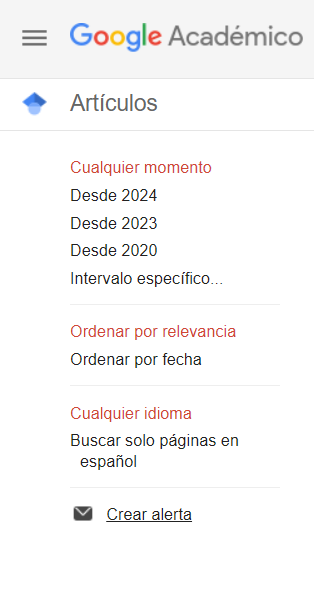 Google Académico
Artículos
Cualquier momento
Desde 2024
Desde 2023
Desde 2020
Intervalo específico...
Ordenar por relevancia
Ordenar por fecha
Cualquier idioma
Buscar solo páginas en
español
Crear alerta